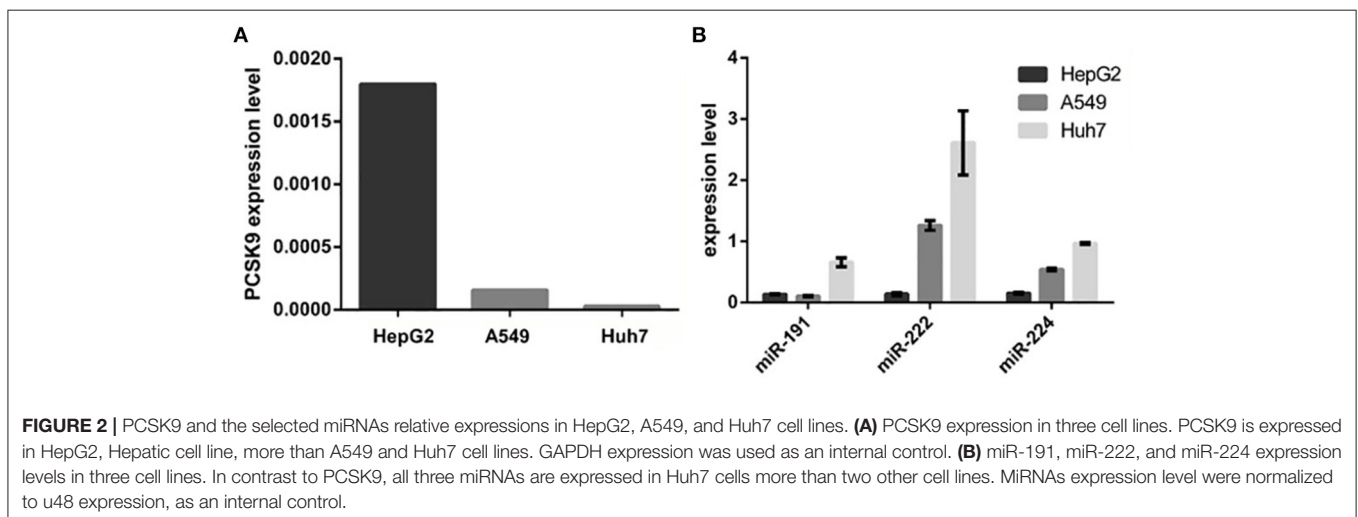 A
PCSK9 expression level
0.0020
0.0015
0.0010
0.0005
0.0000
HepG2 A549 Huh7
B
expression level
4
3
2
1
0
HepG2
A549
Huh7
miR-191
miR-222
miR-224
FIGURE 2 | PCSK9 and the selected miRNAs relative expressions in HepG2, A549, and Huh7 cell lines. (A) PCSK9 expression in three cell lines. PCSK9 is expressed
in HepG2, Hepatic cell line, more than A549 and Huh7 cell lines. GAPDH expression was used as an internal control. (B) miR-191, miR-222, and miR-224 expression
levels in three cell lines. In contrast to PCSK9, all three miRNAs are expressed in Huh7 cells more than two other cell lines. MiRNAs expression level were normalized
to u48 expression, as an internal control.